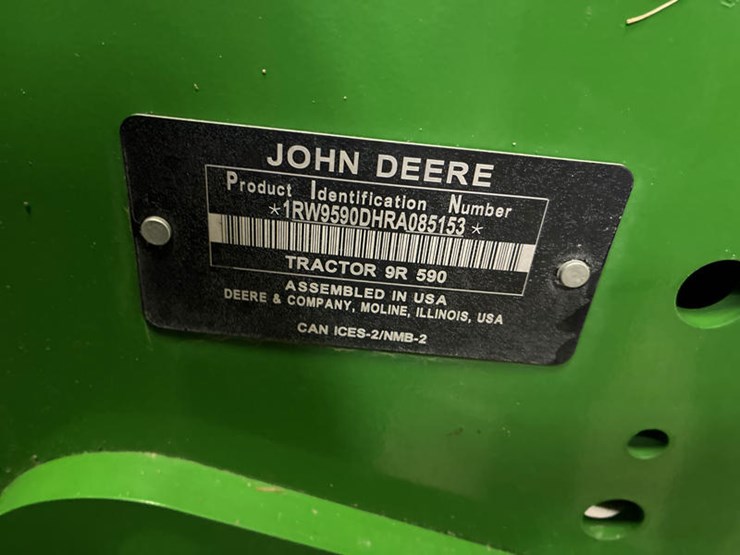 JOHN DEERE
Product Identification Number
*1RW9590DHRA085153*
TRACTOR 9R 590
ASSEMBLED IN USA
DEERE & COMPANY, MOLINE, ILLINOIS, USA
CAN ICES-2/NMB-2